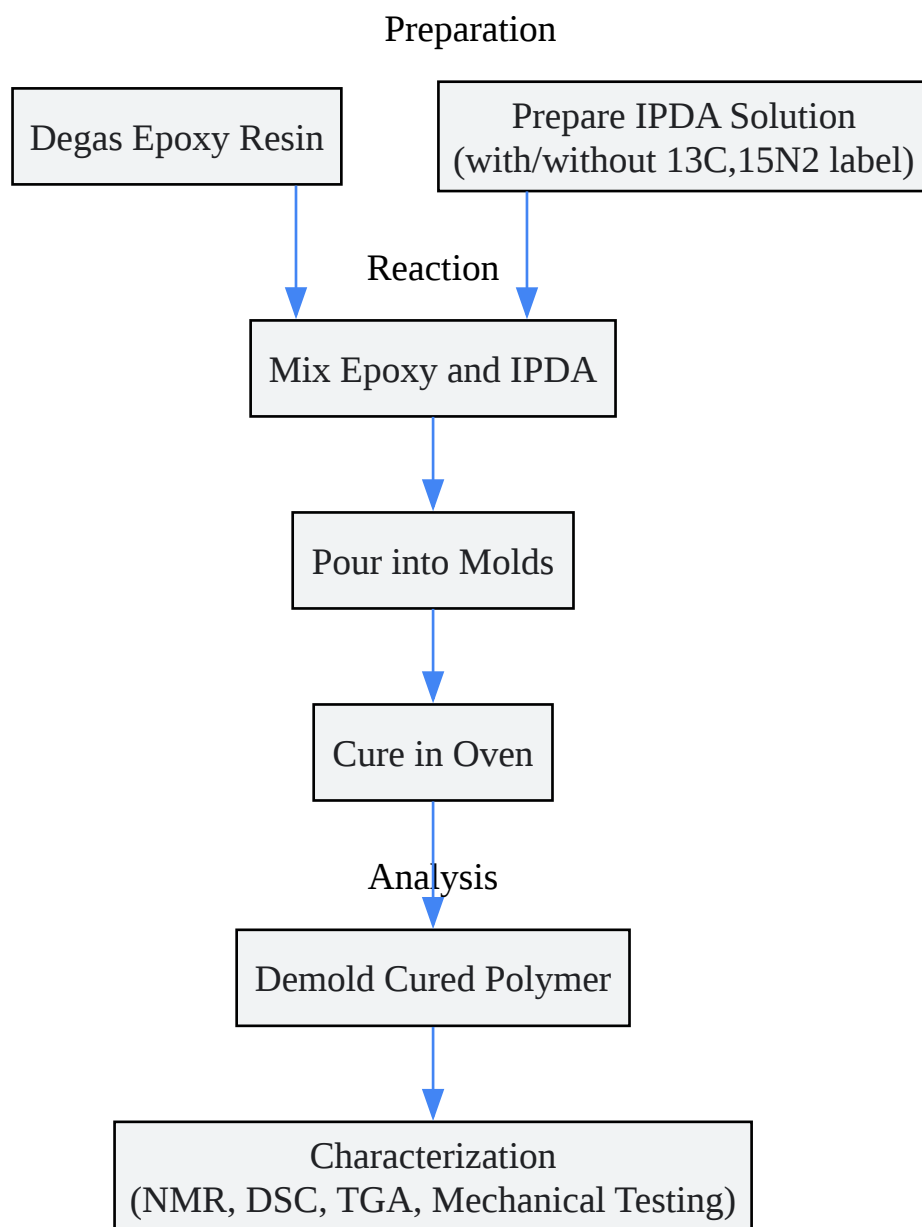 Preparation
Degas Epoxy Resin
Prepare IPDA Solution
(with/without 13C,15N2 label)
Reaction
Mix Epoxy and IPDA
Pour into Molds
Cure in Oven
Analysis
Demold Cured Polymer
Characterization
(NMR, DSC, TGA, Mechanical Testing)